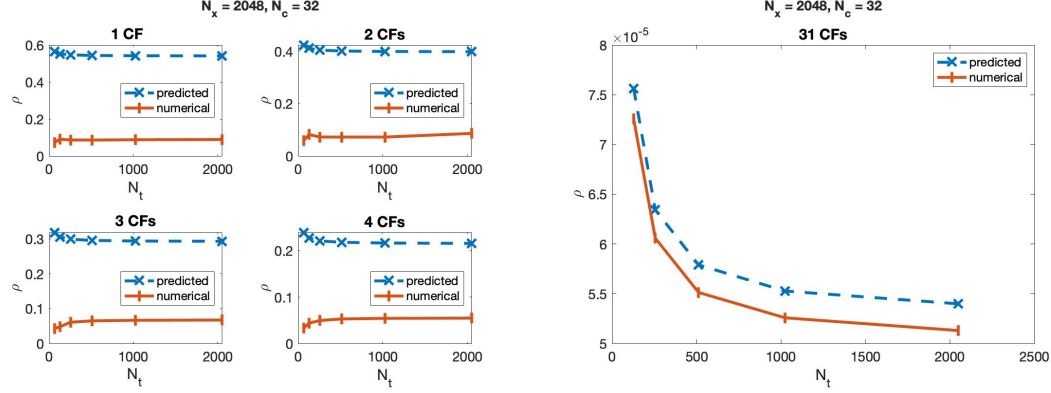 N_x = 2048, N_c = 32
1 CF
ρ
0.6
0.4
0.2
0
predicted
numerical
0 1000 2000
N_t
2 CFs
ρ
0.4
0.2
0
predicted
numerical
0 1000 2000
N_t
3 CFs
ρ
0.3
0.2
0.1
0
predicted
numerical
0 1000 2000
N_t
4 CFs
ρ
0.2
0.1
0
predicted
numerical
0 1000 2000
N_t
N_x = 2048, N_c = 32
31 CFs
×10^-5
ρ
8
7.5
7
6.5
6
5.5
5
predicted
numerical
0 500 1000 1500 2000 2500
N_t